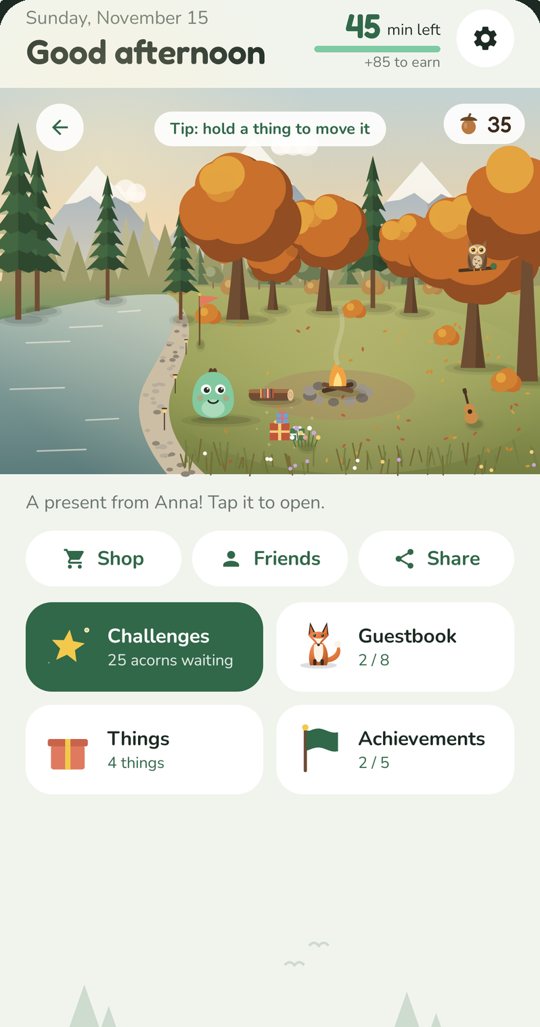 Sunday, November 15
Good afternoon
45 min left
+85 to earn
Tip: hold a thing to move it
35
A present from Anna! Tap it to open.
Shop
Friends
Share
Challenges
25 acorns waiting
Guestbook
2 / 8
Things
4 things
Achievements
2 / 5